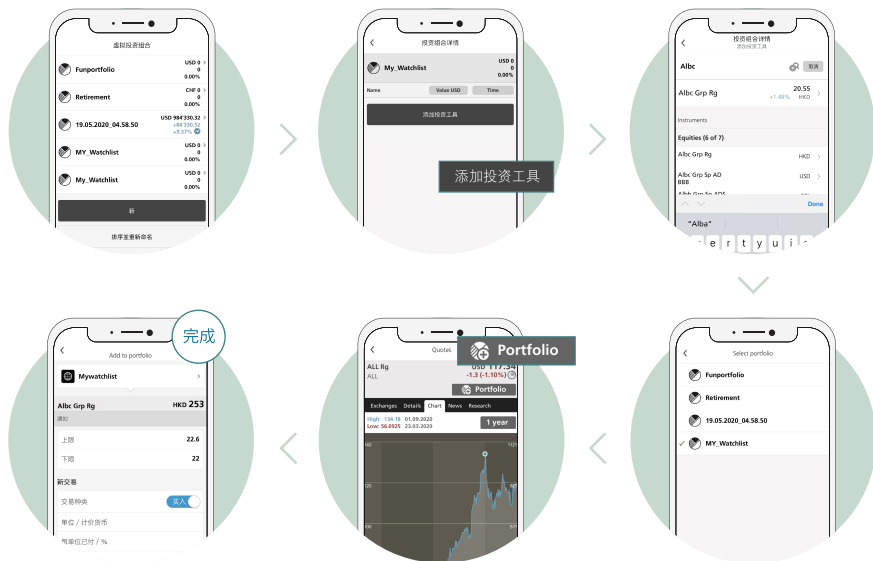 虚拟投资组合
Funportfolio
USD 0
0
0.00%
Retirement
CHF 0
0
0.00%
19.05.2020_04.58.50
USD 984'330.32
+84'330.52
+9.37%
MY_Watchlist
USD 0
0
0.00%
My_Watchlist
USD 0
0
0.00%
新
排序並重新命名
投资组合详情
My_Watchlist
USD 0
0
0.00%
Name Value USD Time
添加投资工具
添加投资工具
投资组合详情
添加投资工具
Albc
取消
Albc Grp Rg
20.55
+1.48% HKD
Instruments
Equities (6 of 7)
Albc Grp Rg HKD
Albc Grp Sp AD
BBB
USD
Done
"Alba"
e r t y u i
Select portfolio
Funportfolio
Retirement
19.05.2020_04.58.50
MY_Watchlist
Quotes
Portfolio
ALL Rg USD 117.34
ALL -1.3 (-1.10%)
Portfolio
Exchanges Details Chart News Research
High: 134.18 01.09.2020
Low: 56.0925 23.03.2020
1 year
完成
Add to portfolio
Mywatchlist
Albc Grp Rg HKD 253
通知
上限 22.6
下限 22
新交易
交易种类 买入
单位 / 计价货币
每单位已付 / %